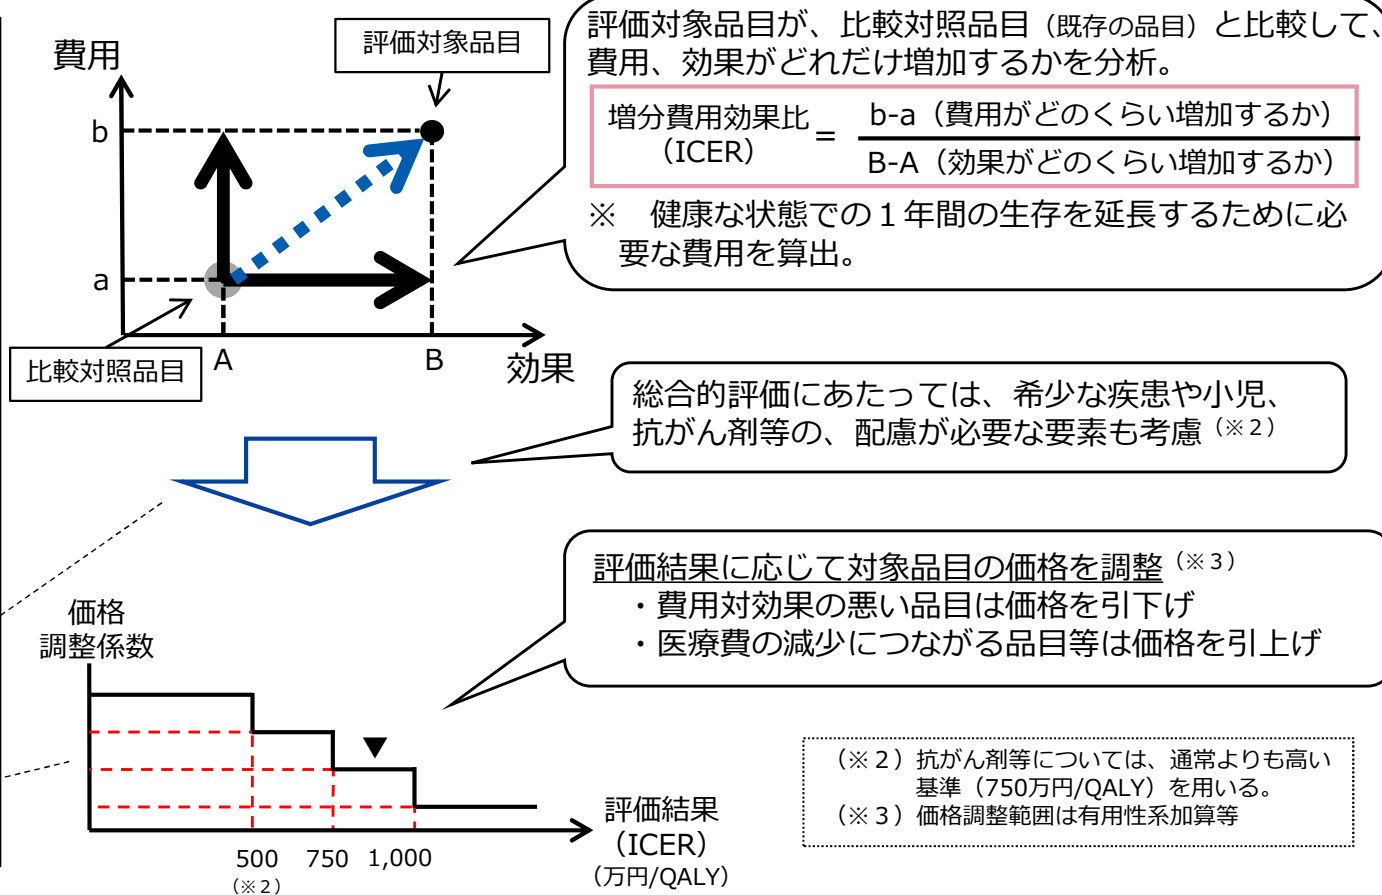 費用
評価対象品目
b
a
A
B
効果
比較対照品目
評価対象品目が、比較対照品目（既存の品目）と比較して、
費用、効果がどれだけ増加するかを分析。
増分費用効果比
（ICER）
=
b-a（費用がどのくらい増加するか）
B-A（効果がどのくらい増加するか）
※　健康な状態での１年間の生存を延長するために必
要な費用を算出。
総合的評価にあたっては、希少な疾患や小児、
抗がん剤等の、配慮が必要な要素も考慮（※２）
評価結果に応じて対象品目の価格を調整（※３）
・費用対効果の悪い品目は価格を引下げ
・医療費の減少につながる品目等は価格を引上げ
価格
調整係数
▼
500
750
1,000
（※２）
評価結果
（ICER）
（万円/QALY）
（※２）抗がん剤等については、通常よりも高い
基準（750万円/QALY）を用いる。
（※３）価格調整範囲は有用性系加算等